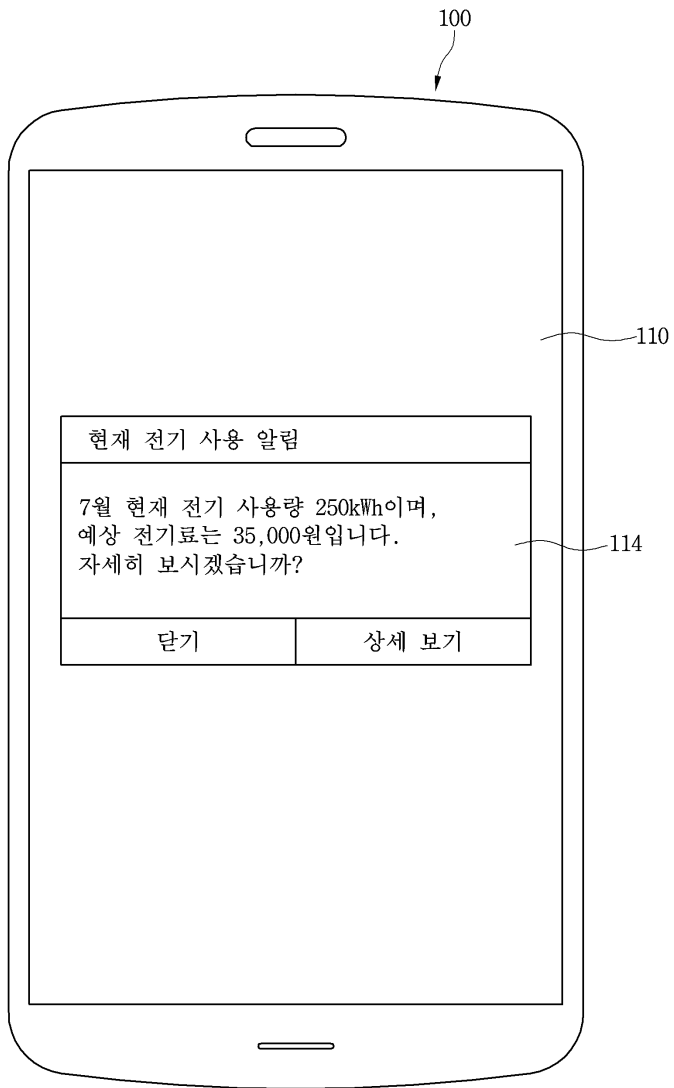 100
110
현재 전기 사용 알림
7월 현재 전기 사용량 250kWh이며,
예상 전기료는 35,000원입니다.
자세히 보시겠습니까?
114
닫기
상세 보기